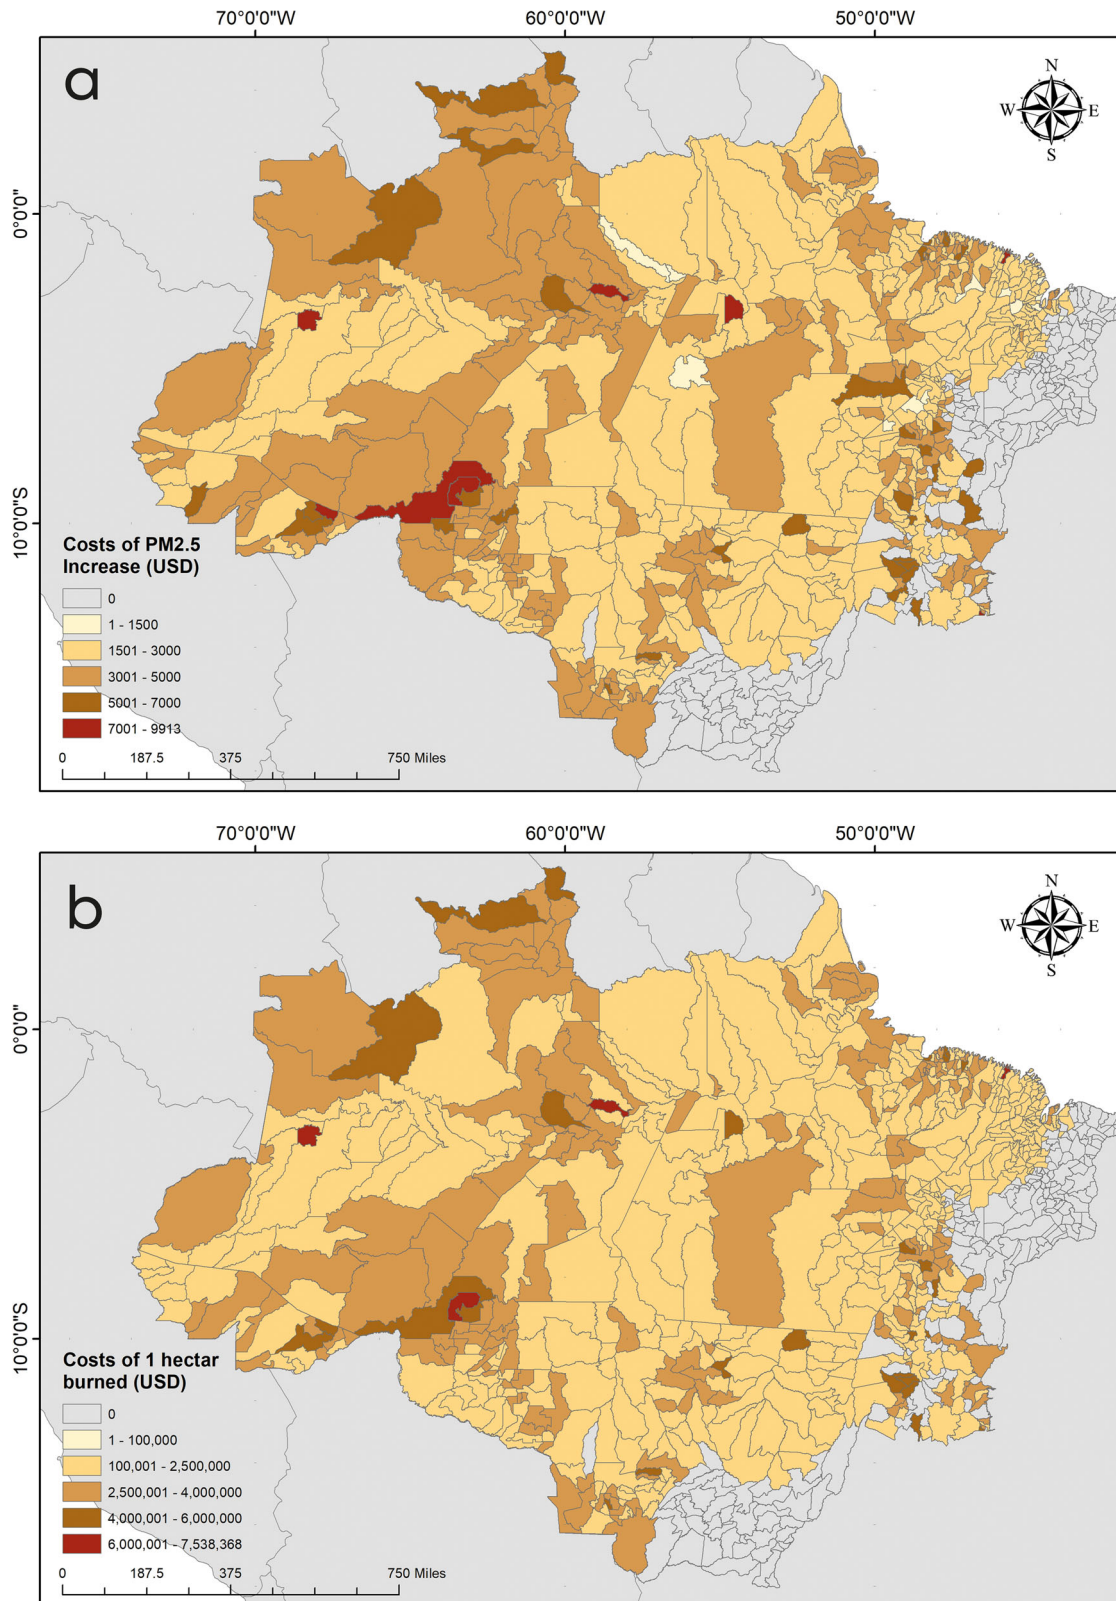 70°0'0"W 60°0'0"W 50°0'0"W
a
N
W E
S
0°0'0"
10°0'0"S
Costs of PM2.5
Increase (USD)
0
1 - 1500
1501 - 3000
3001 - 5000
5001 - 7000
7001 - 9913
0 187.5 375 750 Miles
70°0'0"W 60°0'0"W 50°0'0"W
b
N
W E
S
0°0'0"
10°0'0"S
Costs of 1 hectar
burned (USD)
0
1 - 100,000
100,001 - 2,500,000
2,500,001 - 4,000,000
4,000,001 - 6,000,000
6,000,001 - 7,538,368
0 187.5 375 750 Miles